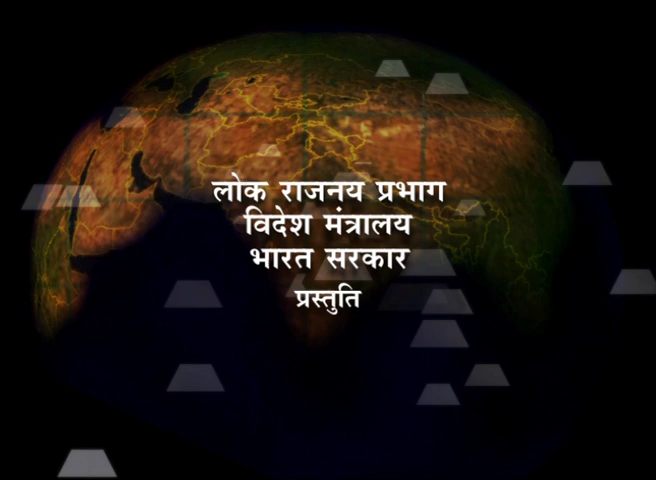 लोक राजनय प्रभाग
विदेश मंत्रालय
भारत सरकार
प्रस्तुति